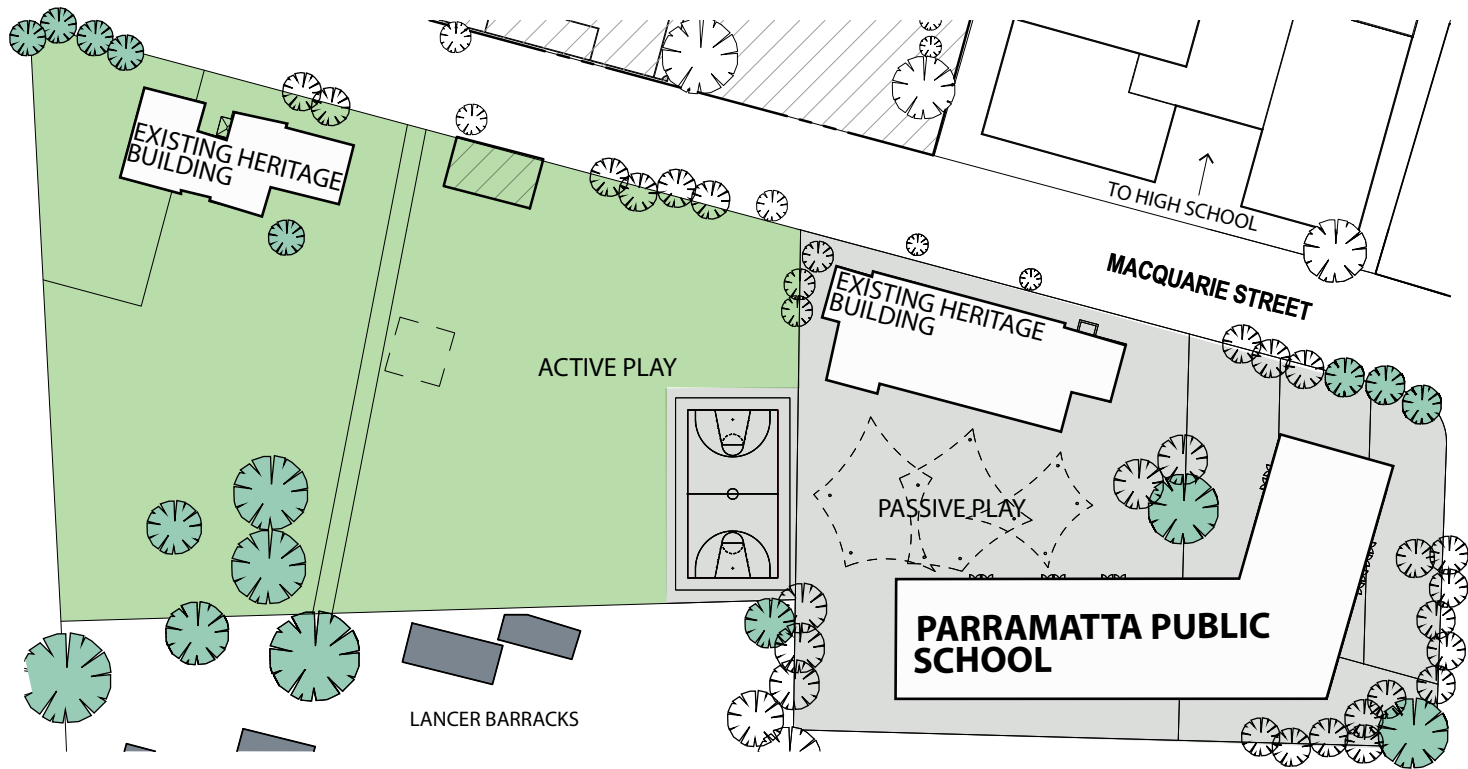 EXISTING HERITAGE
BUILDING
TO HIGH SCHOOL
MACQUARIE STREET
EXISTING HERITAGE
BUILDING
ACTIVE PLAY
PASSIVE PLAY
PARRAMATTA PUBLIC
SCHOOL
LANCER BARRACKS